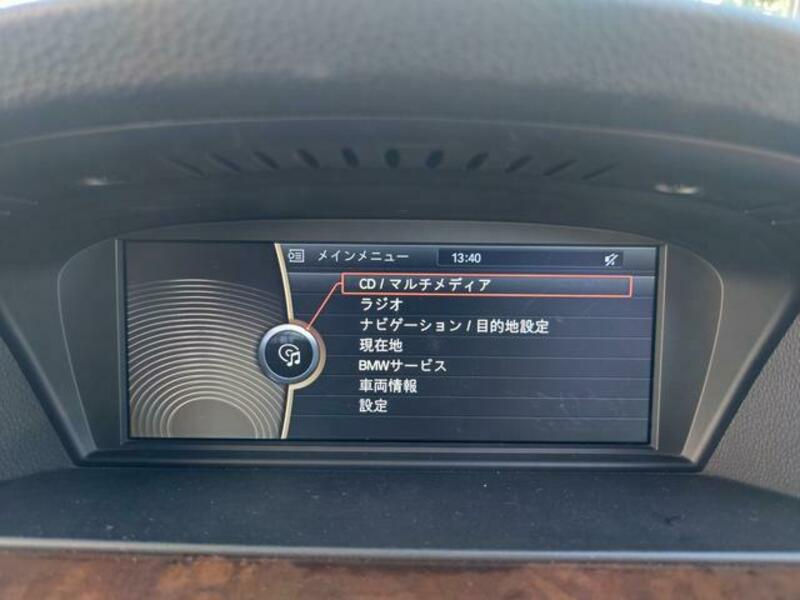 メインメニュー 13:40
CD / マルチメディア
ラジオ
ナビゲーション / 目的地設定
現在地
BMWサービス
車両情報
設定